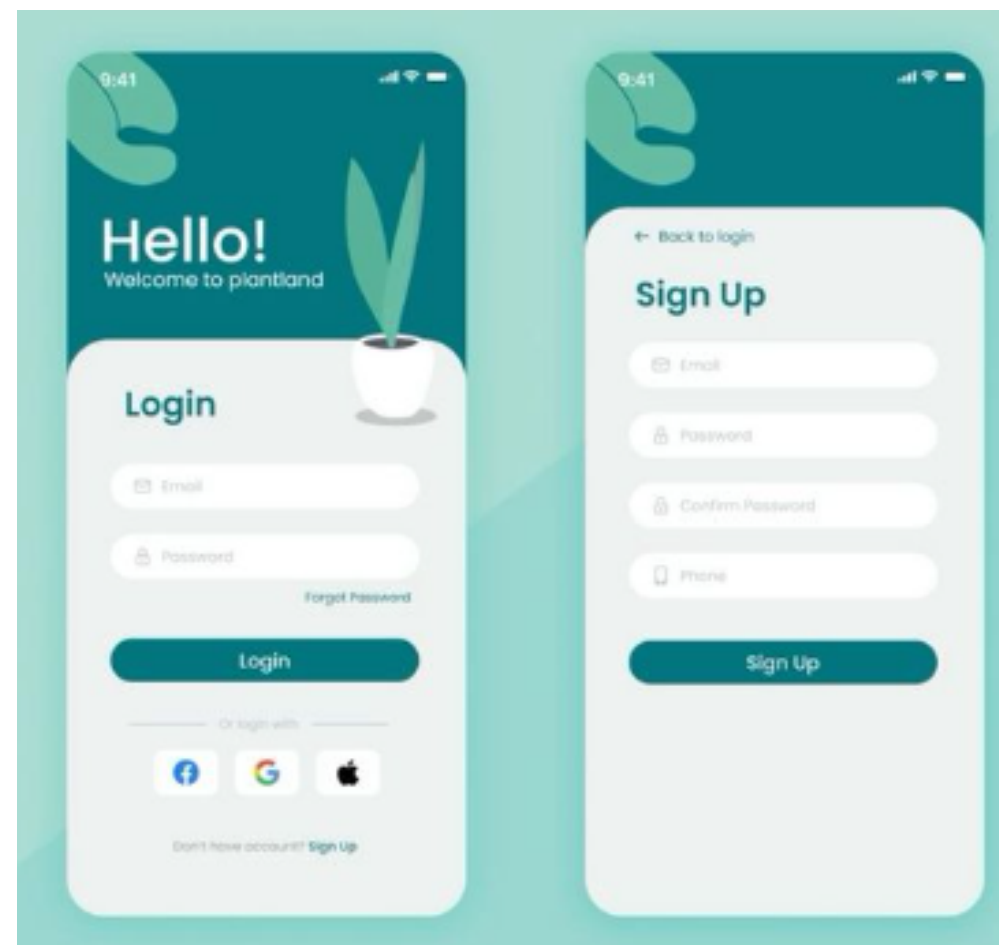 9:41
Hello!
Welcome to plantland
Login
Email
Password
Forgot Password
Login
Or login with
Don't have account? Sign Up
9:41
← Back to login
Sign Up
Email
Password
Confirm Password
Phone
Sign Up